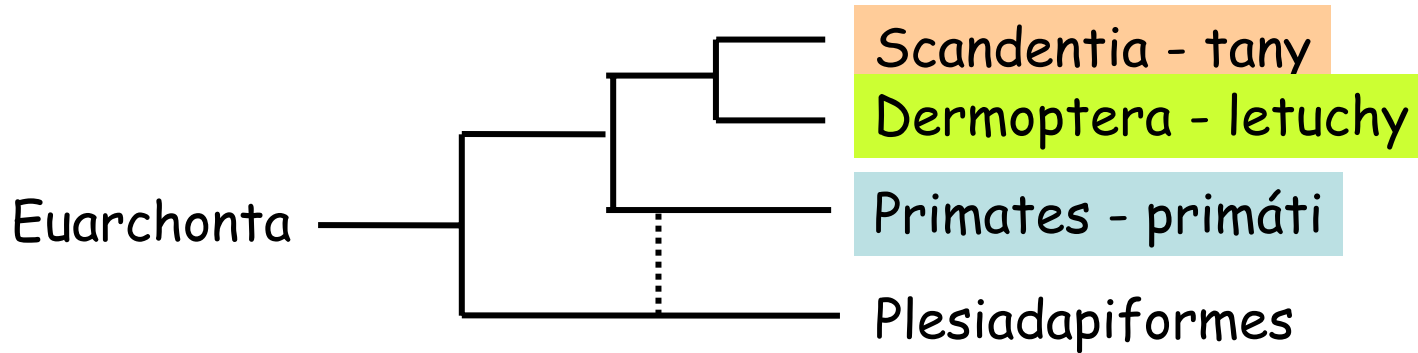 Scandentia - tany
Dermoptera - letuchy
Euarchonta
Primates - primáti
Plesiadapiformes